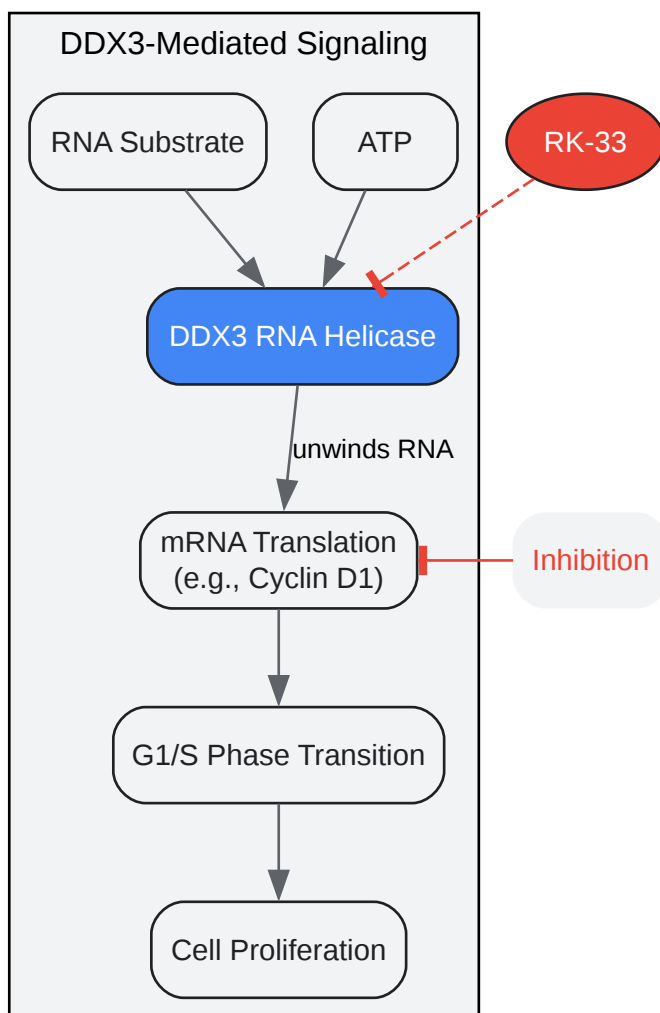 DDX3-Mediated Signaling
RNA Substrate
ATP
RK-33
DDX3 RNA Helicase
unwinds RNA
mRNA Translation
(e.g., Cyclin D1)
Inhibition
G1/S Phase Transition
Cell Proliferation